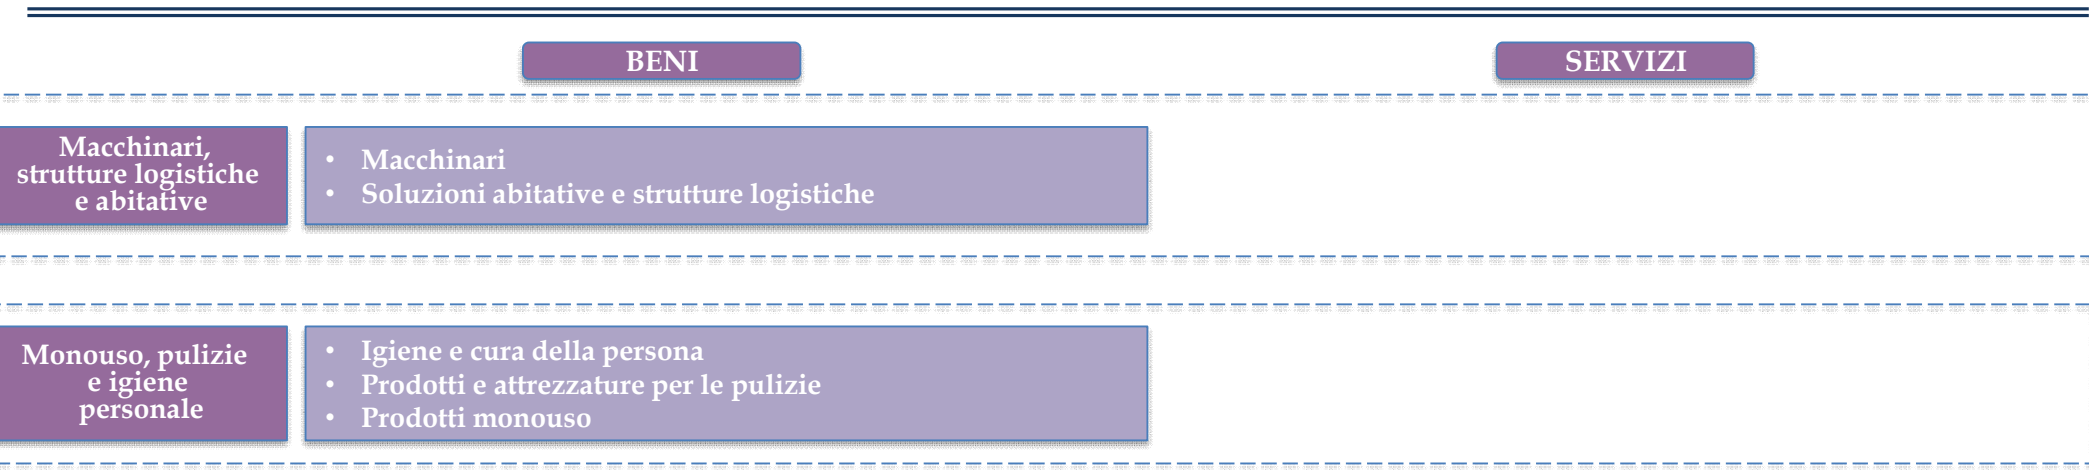 BENI
SERVIZI
Macchinari,
strutture logistiche
e abitative
• Macchinari
• Soluzioni abitative e strutture logistiche
Monouso, pulizie
e igiene
personale
• Igiene e cura della persona
• Prodotti e attrezzature per le pulizie
• Prodotti monouso